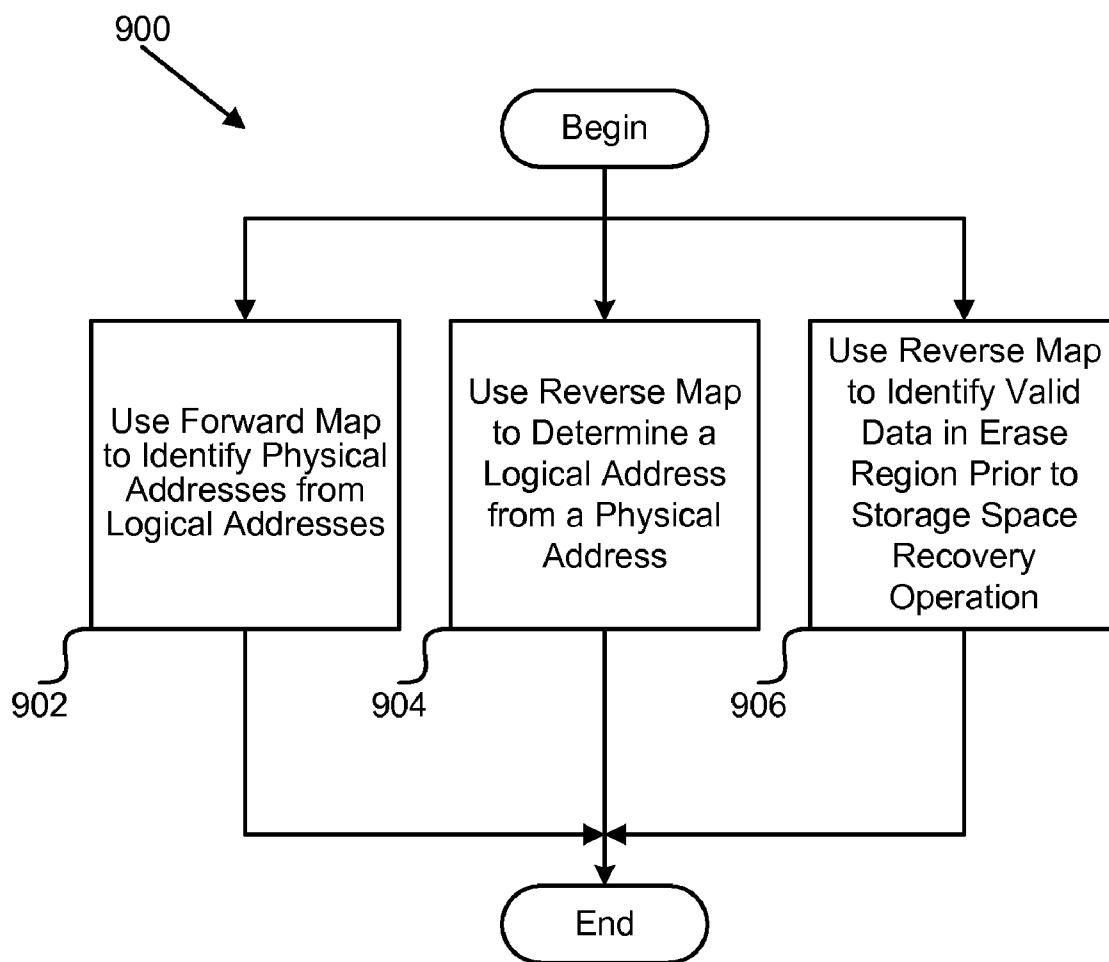 900
Begin
Use Forward Map
to Identify Physical
Addresses from
Logical Addresses
Use Reverse Map
to Determine a
Logical Address
from a Physical
Address
Use Reverse Map
to Identify Valid
Data in Erase
Region Prior to
Storage Space
Recovery
Operation
902
904
906
End